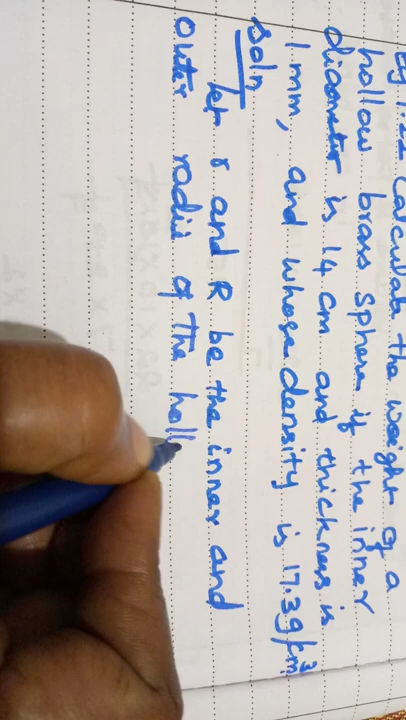 Eg 7.22 Calculate the weight of a
hollow brass sphere if the inner
diameter is 14 cm and thickness is
1 mm, and whose density is 17.3 g/cm³
Soln
Let r and R be the inner and
outer radii of the holl